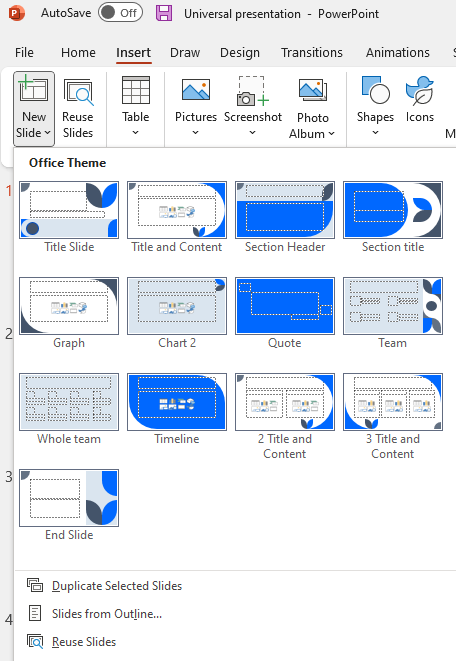 AutoSave Off Universal presentation - PowerPoint
File Home Insert Draw Design Transitions Animations
New Slide Reuse Slides Table Pictures Screenshot Photo Album Shapes Icons M
Office Theme
1
Title Slide Title and Content Section Header Section title
2
Graph Chart 2 Quote Team
Whole team Timeline 2 Title and Content 3 Title and Content
3
End Slide
Duplicate Selected Slides
Slides from Outline...
4
Reuse Slides